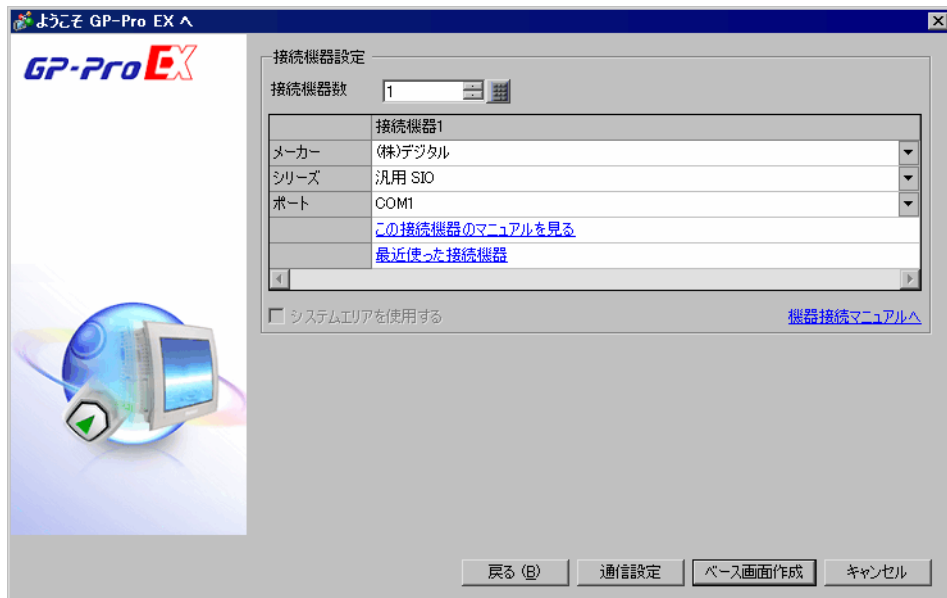 ようこそ GP-Pro EX へ
GP-Pro EX
接続機器設定
接続機器数 1
接続機器1
メーカー (株)デジタル
シリーズ 汎用 SIO
ポート COM1
この接続機器のマニュアルを見る
最近使った接続機器
システムエリアを使用する 機器接続マニュアルへ
戻る (B) 通信設定 ベース画面作成 キャンセル